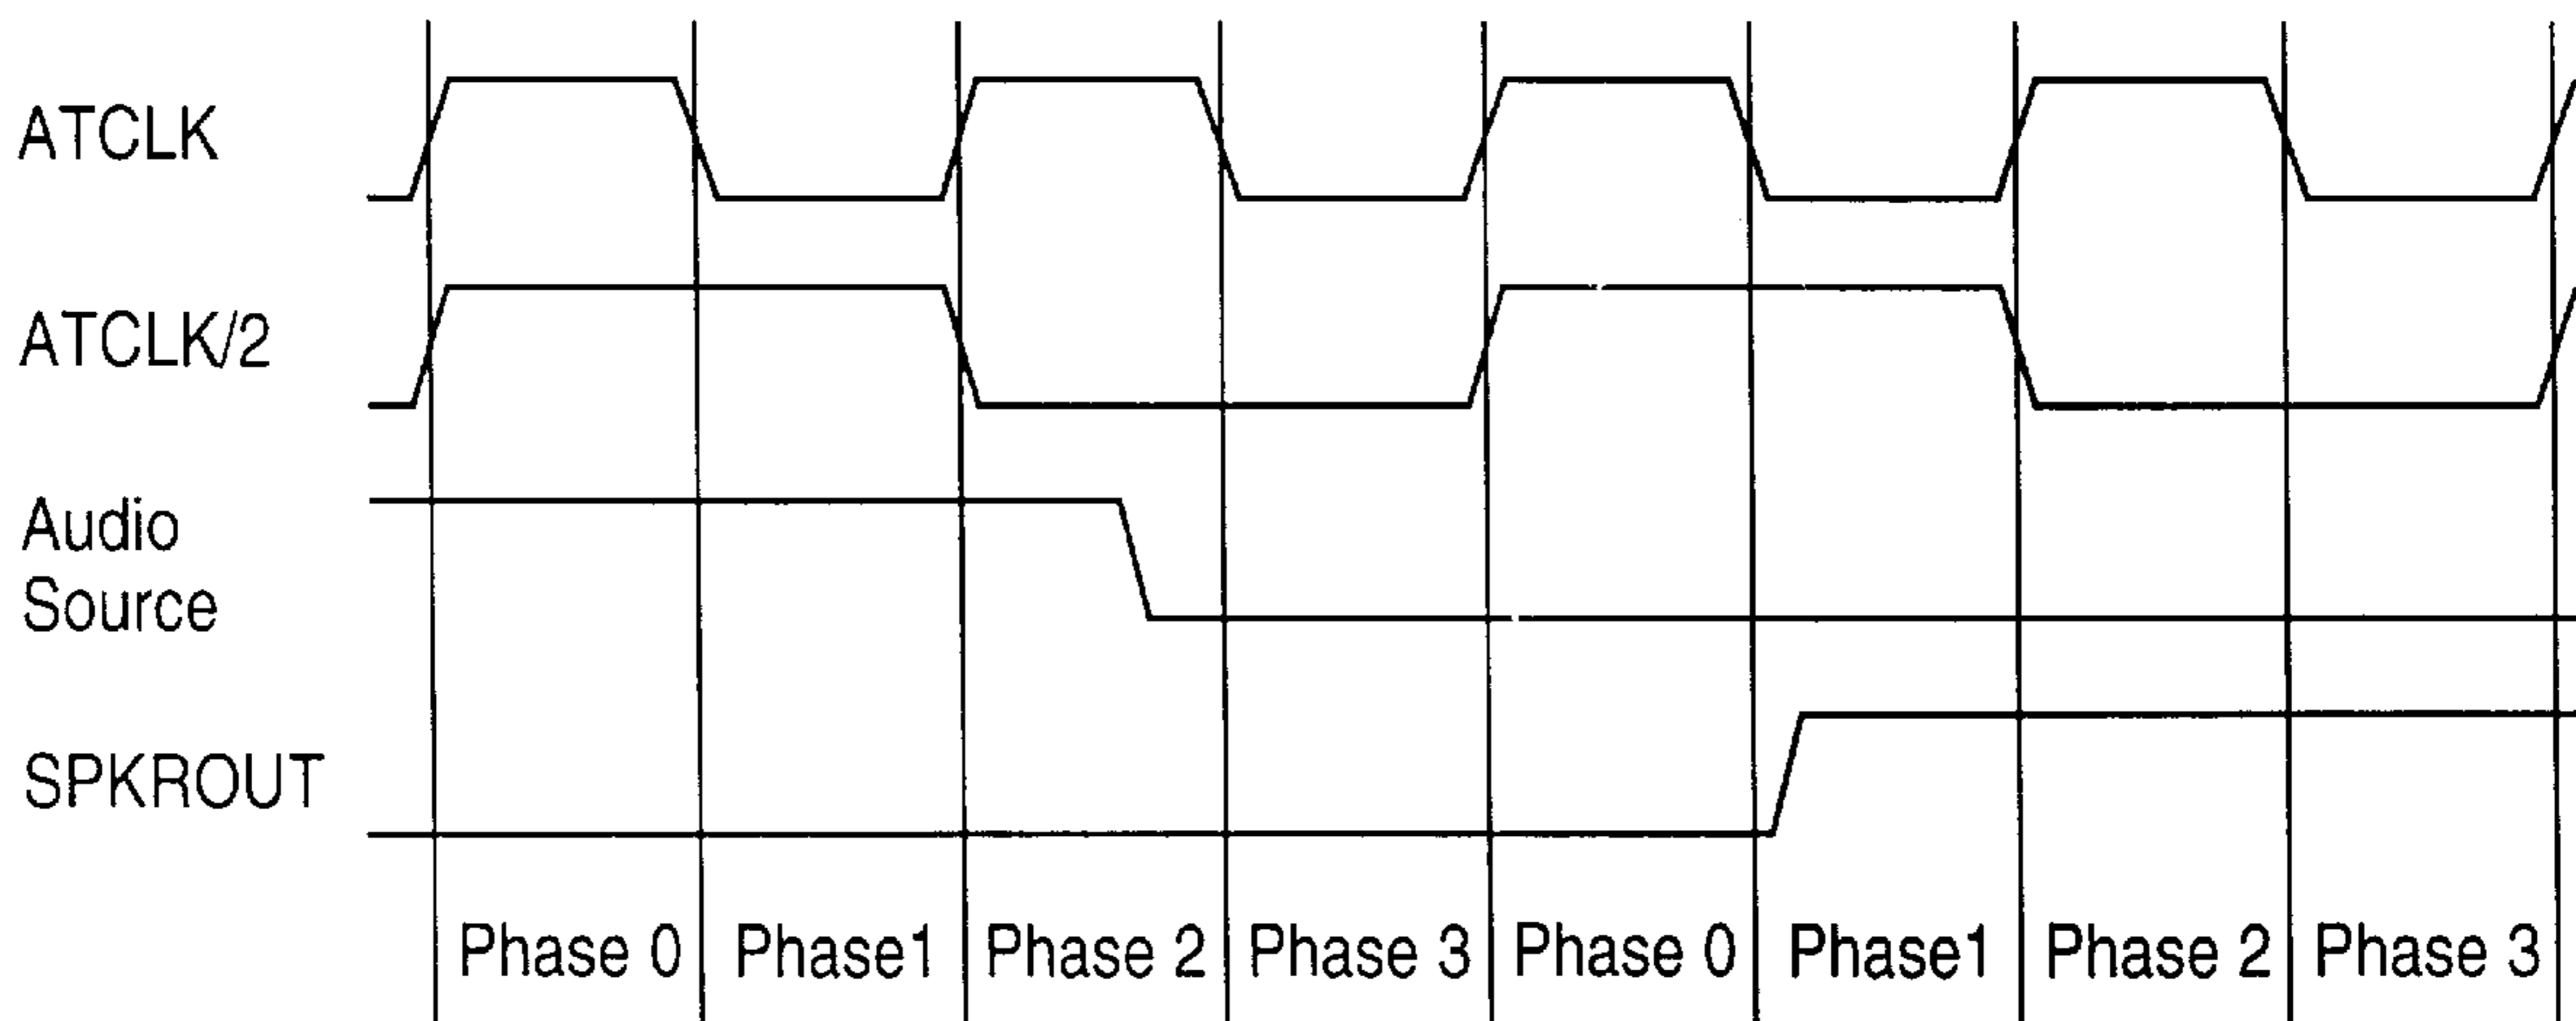 ATCLK
ATCLK/2
Audio
Source
SPKROUT
Phase 0 Phase1 Phase 2 Phase 3 Phase 0 Phase1 Phase 2 Phase 3